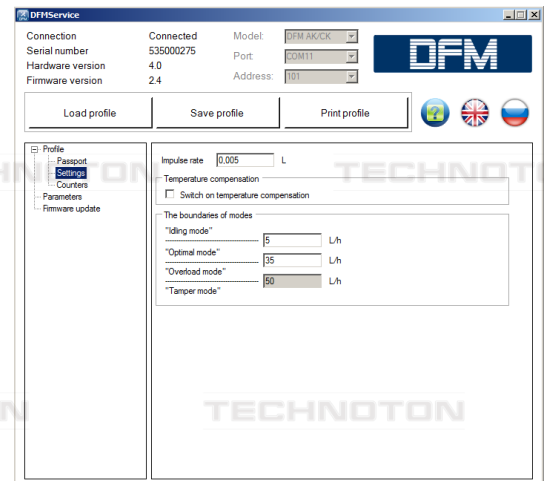 DFMService
Connection Connected Model: DFM AK/CK
Serial number 535000275 Port: COM11
Hardware version 4.0
Firmware version 2.4 Address: 101
DFM
Load profile Save profile Print profile
Profile
Passport
Settings
Counters
Parameters
Firmware update
Impulse rate 0,005 L
Temperature compensation
Switch on temperature compensation
The boundaries of modes
"Idling mode"
5 L/h
"Optimal mode"
35 L/h
"Overload mode"
50 L/h
"Tamper mode"
TECHNOTON